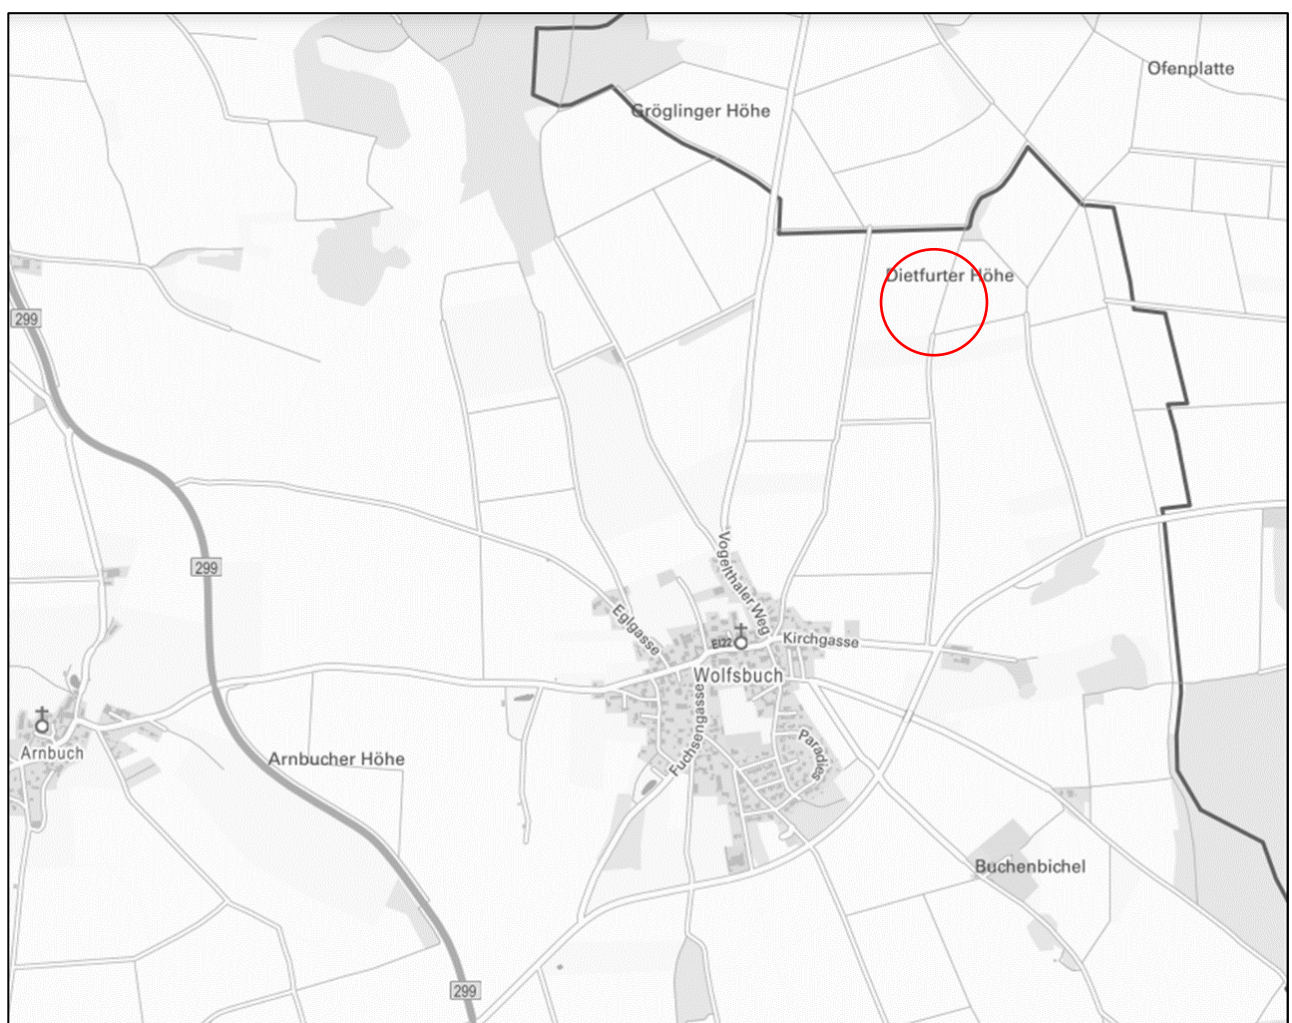 Ofenplatte
Gröglinger Höhe
Dietfurter Höhe
299
299
Vogelthaler Weg
Eglgasse
E122
Kirchgasse
Wolfsbuch
Fuchsengasse
Paradies
Arnbuch
Arnbucher Höhe
Buchenbichel
299